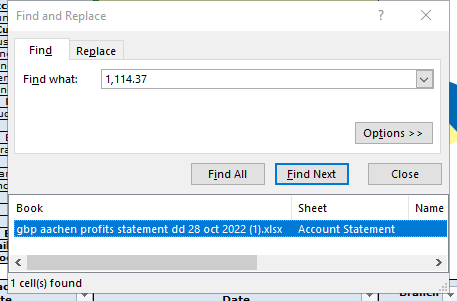 Find and Replace
Find Replace
Find what: 1,114.37
Options >>
Find All Find Next Close
Book Sheet Name
gbp aachen profits statement dd 28 oct 2022 (1).xlsx Account Statement
1 cell(s) found
Date Branch